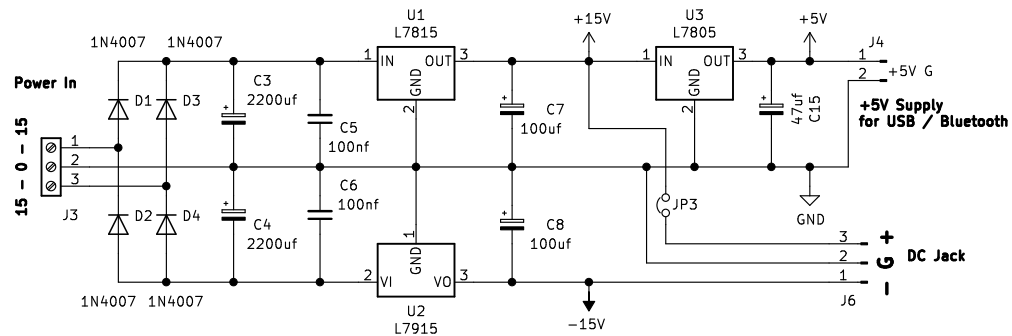 U1
L7815
+15V
U3
L7805
+5V
1N4007 1N4007
J4
1 IN OUT 3
GND
2
1 IN OUT 3
GND
2
1
2
+5V G
Power In
D1 D3
C3
2200uf
C5
100nf
C7
100uf
47uf
C15
+5V Supply
for USB / Bluetooth
15 - 0 - 15
1
2
3
J3
D2 D4
C4
2200uf
C6
100nf
C8
100uf
JP3
GND
1
GND
2 VI VO 3
U2
L7915
1N4007 1N4007
-15V
3 +
2 G
1 -
DC Jack
J6